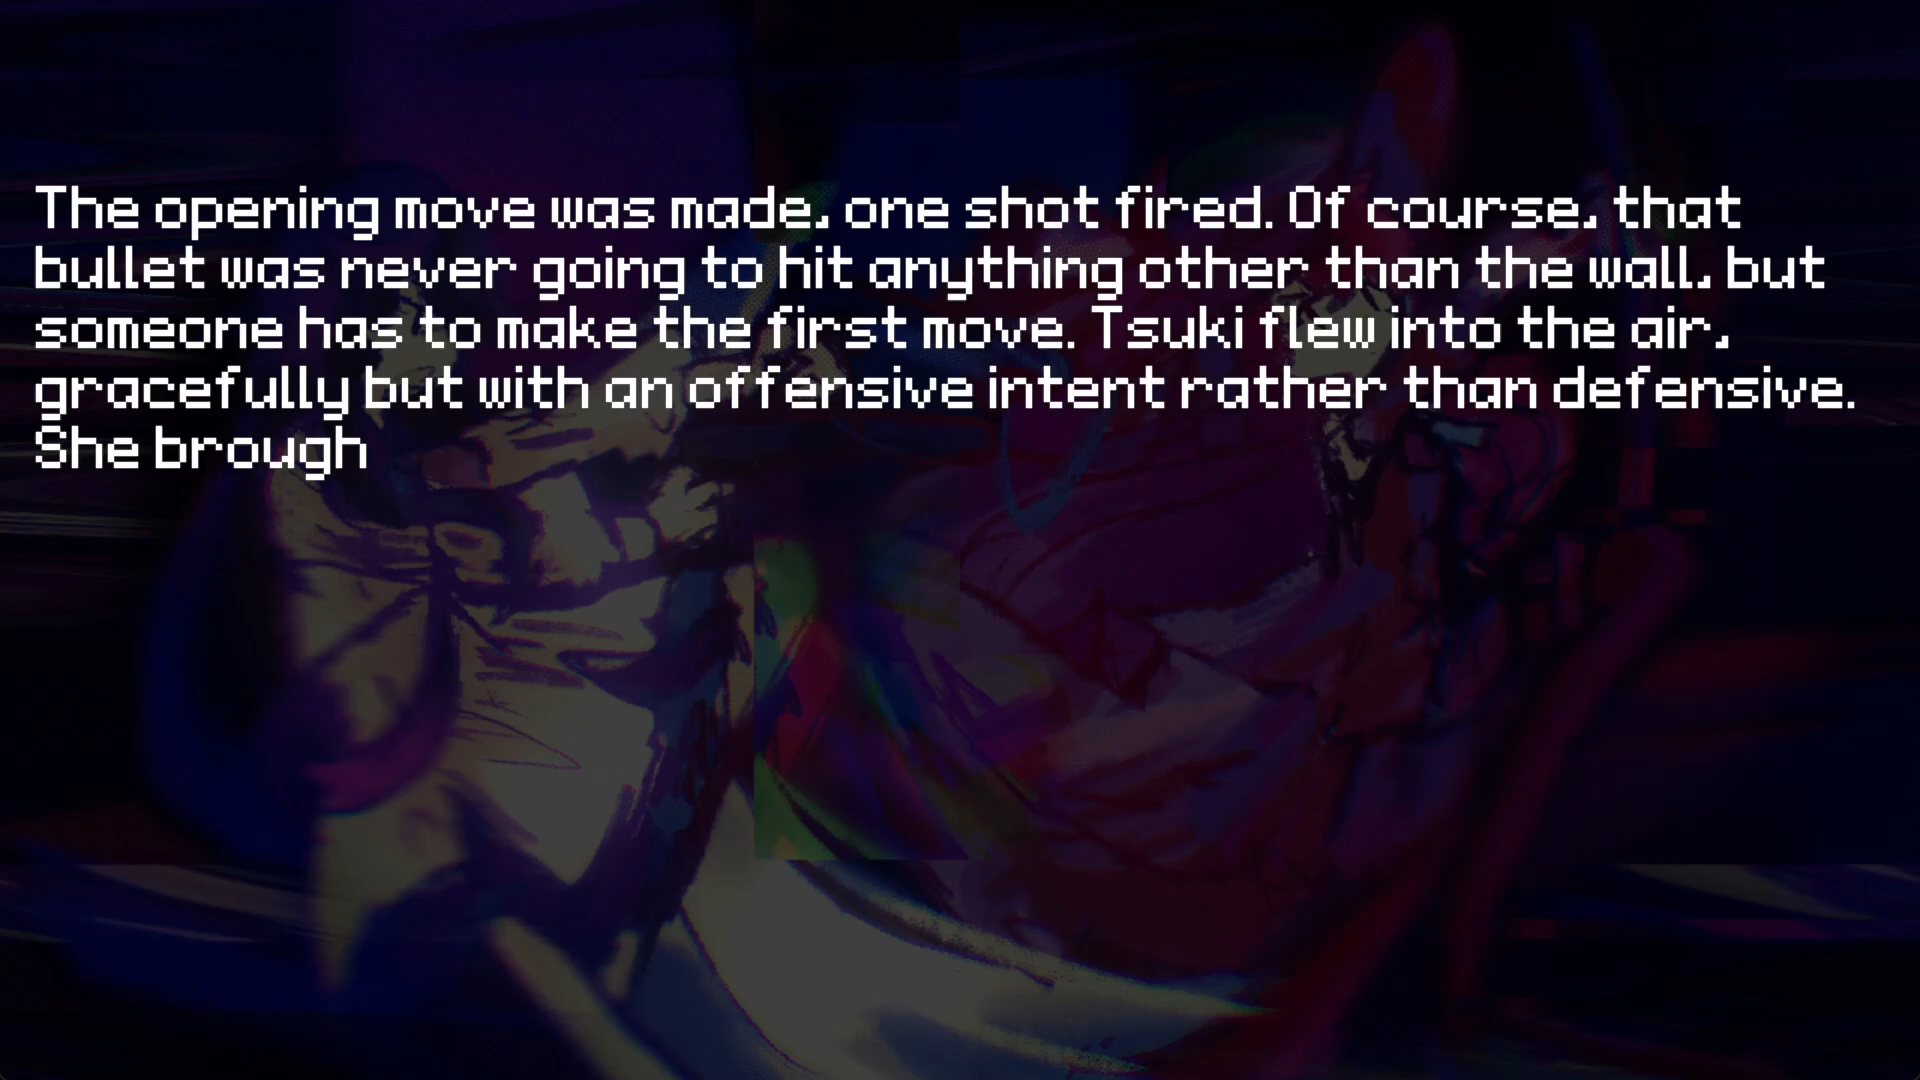 The opening move was made, one shot fired. Of course, that
bullet was never going to hit anything other than the wall, but
someone has to make the first move. Tsuki flew into the air,
gracefully but with an offensive intent rather than defensive.
She brough